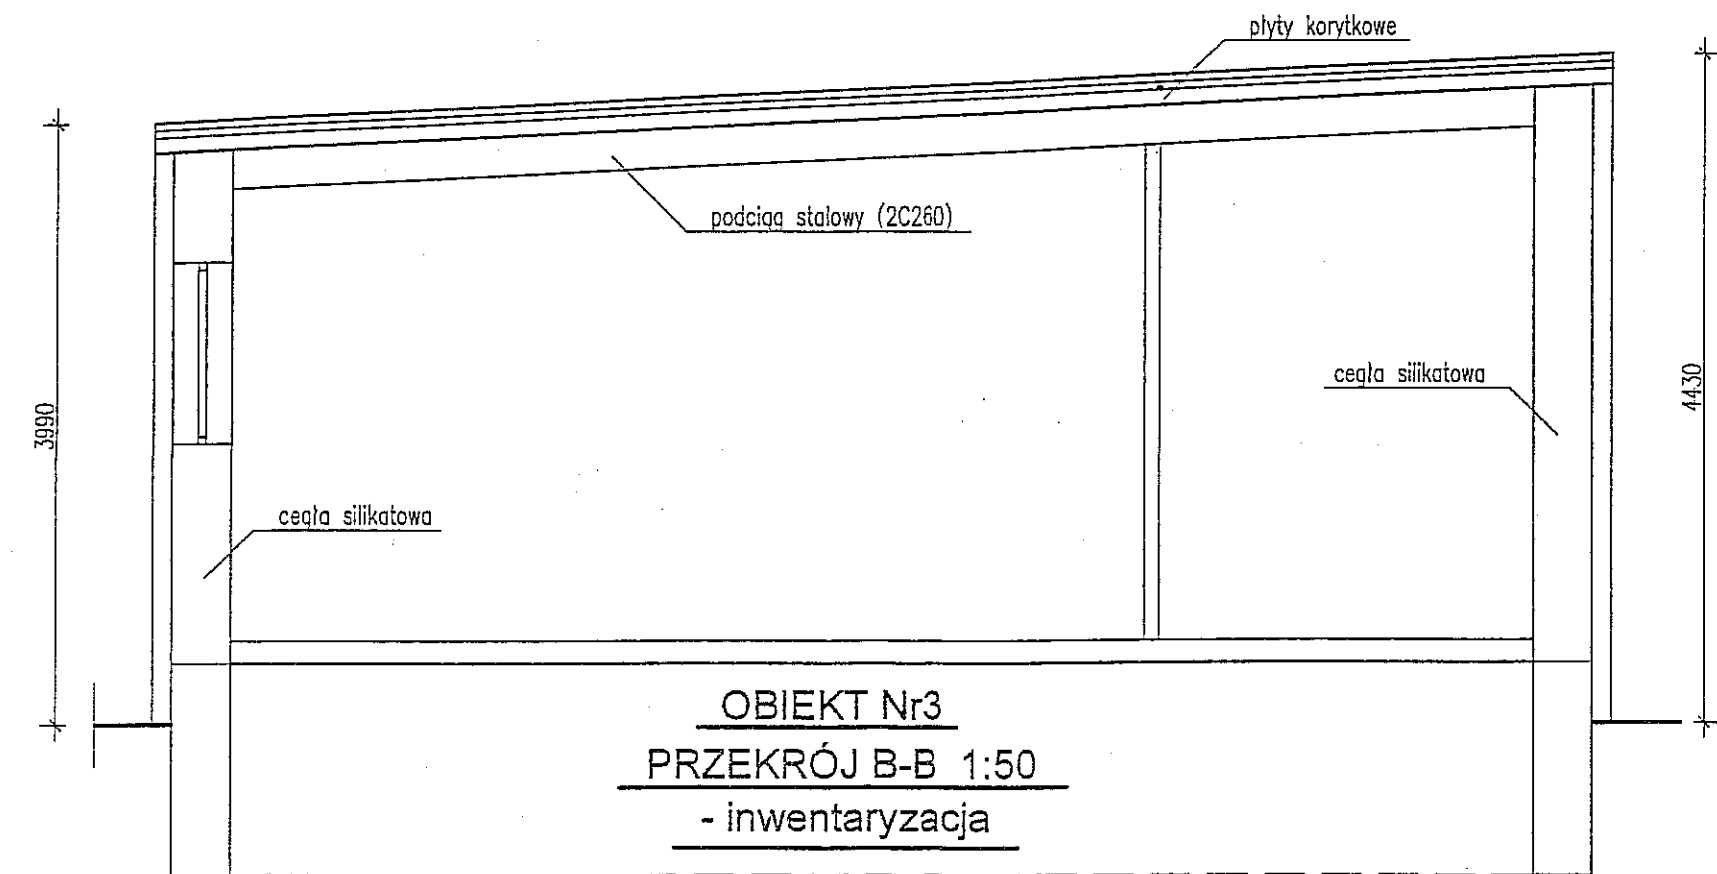 płyty korytkowe
podciąg stalowy (2C260)
3990
cegła silikatowa
4430
cegła silikatowa
OBIEKT Nr3
PRZEKRÓJ B-B 1:50
- inwentaryzacja